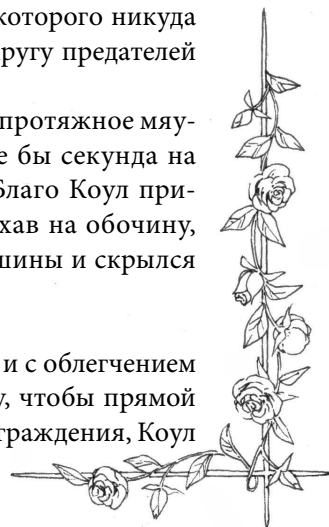 которого никуда
ругу предателей
протяжное мяу-
е бы секунда на
Благо Коул при-
хав на обочину,
шины и скрылся
и с облегчением
у, чтобы прямой
граждения, Коул